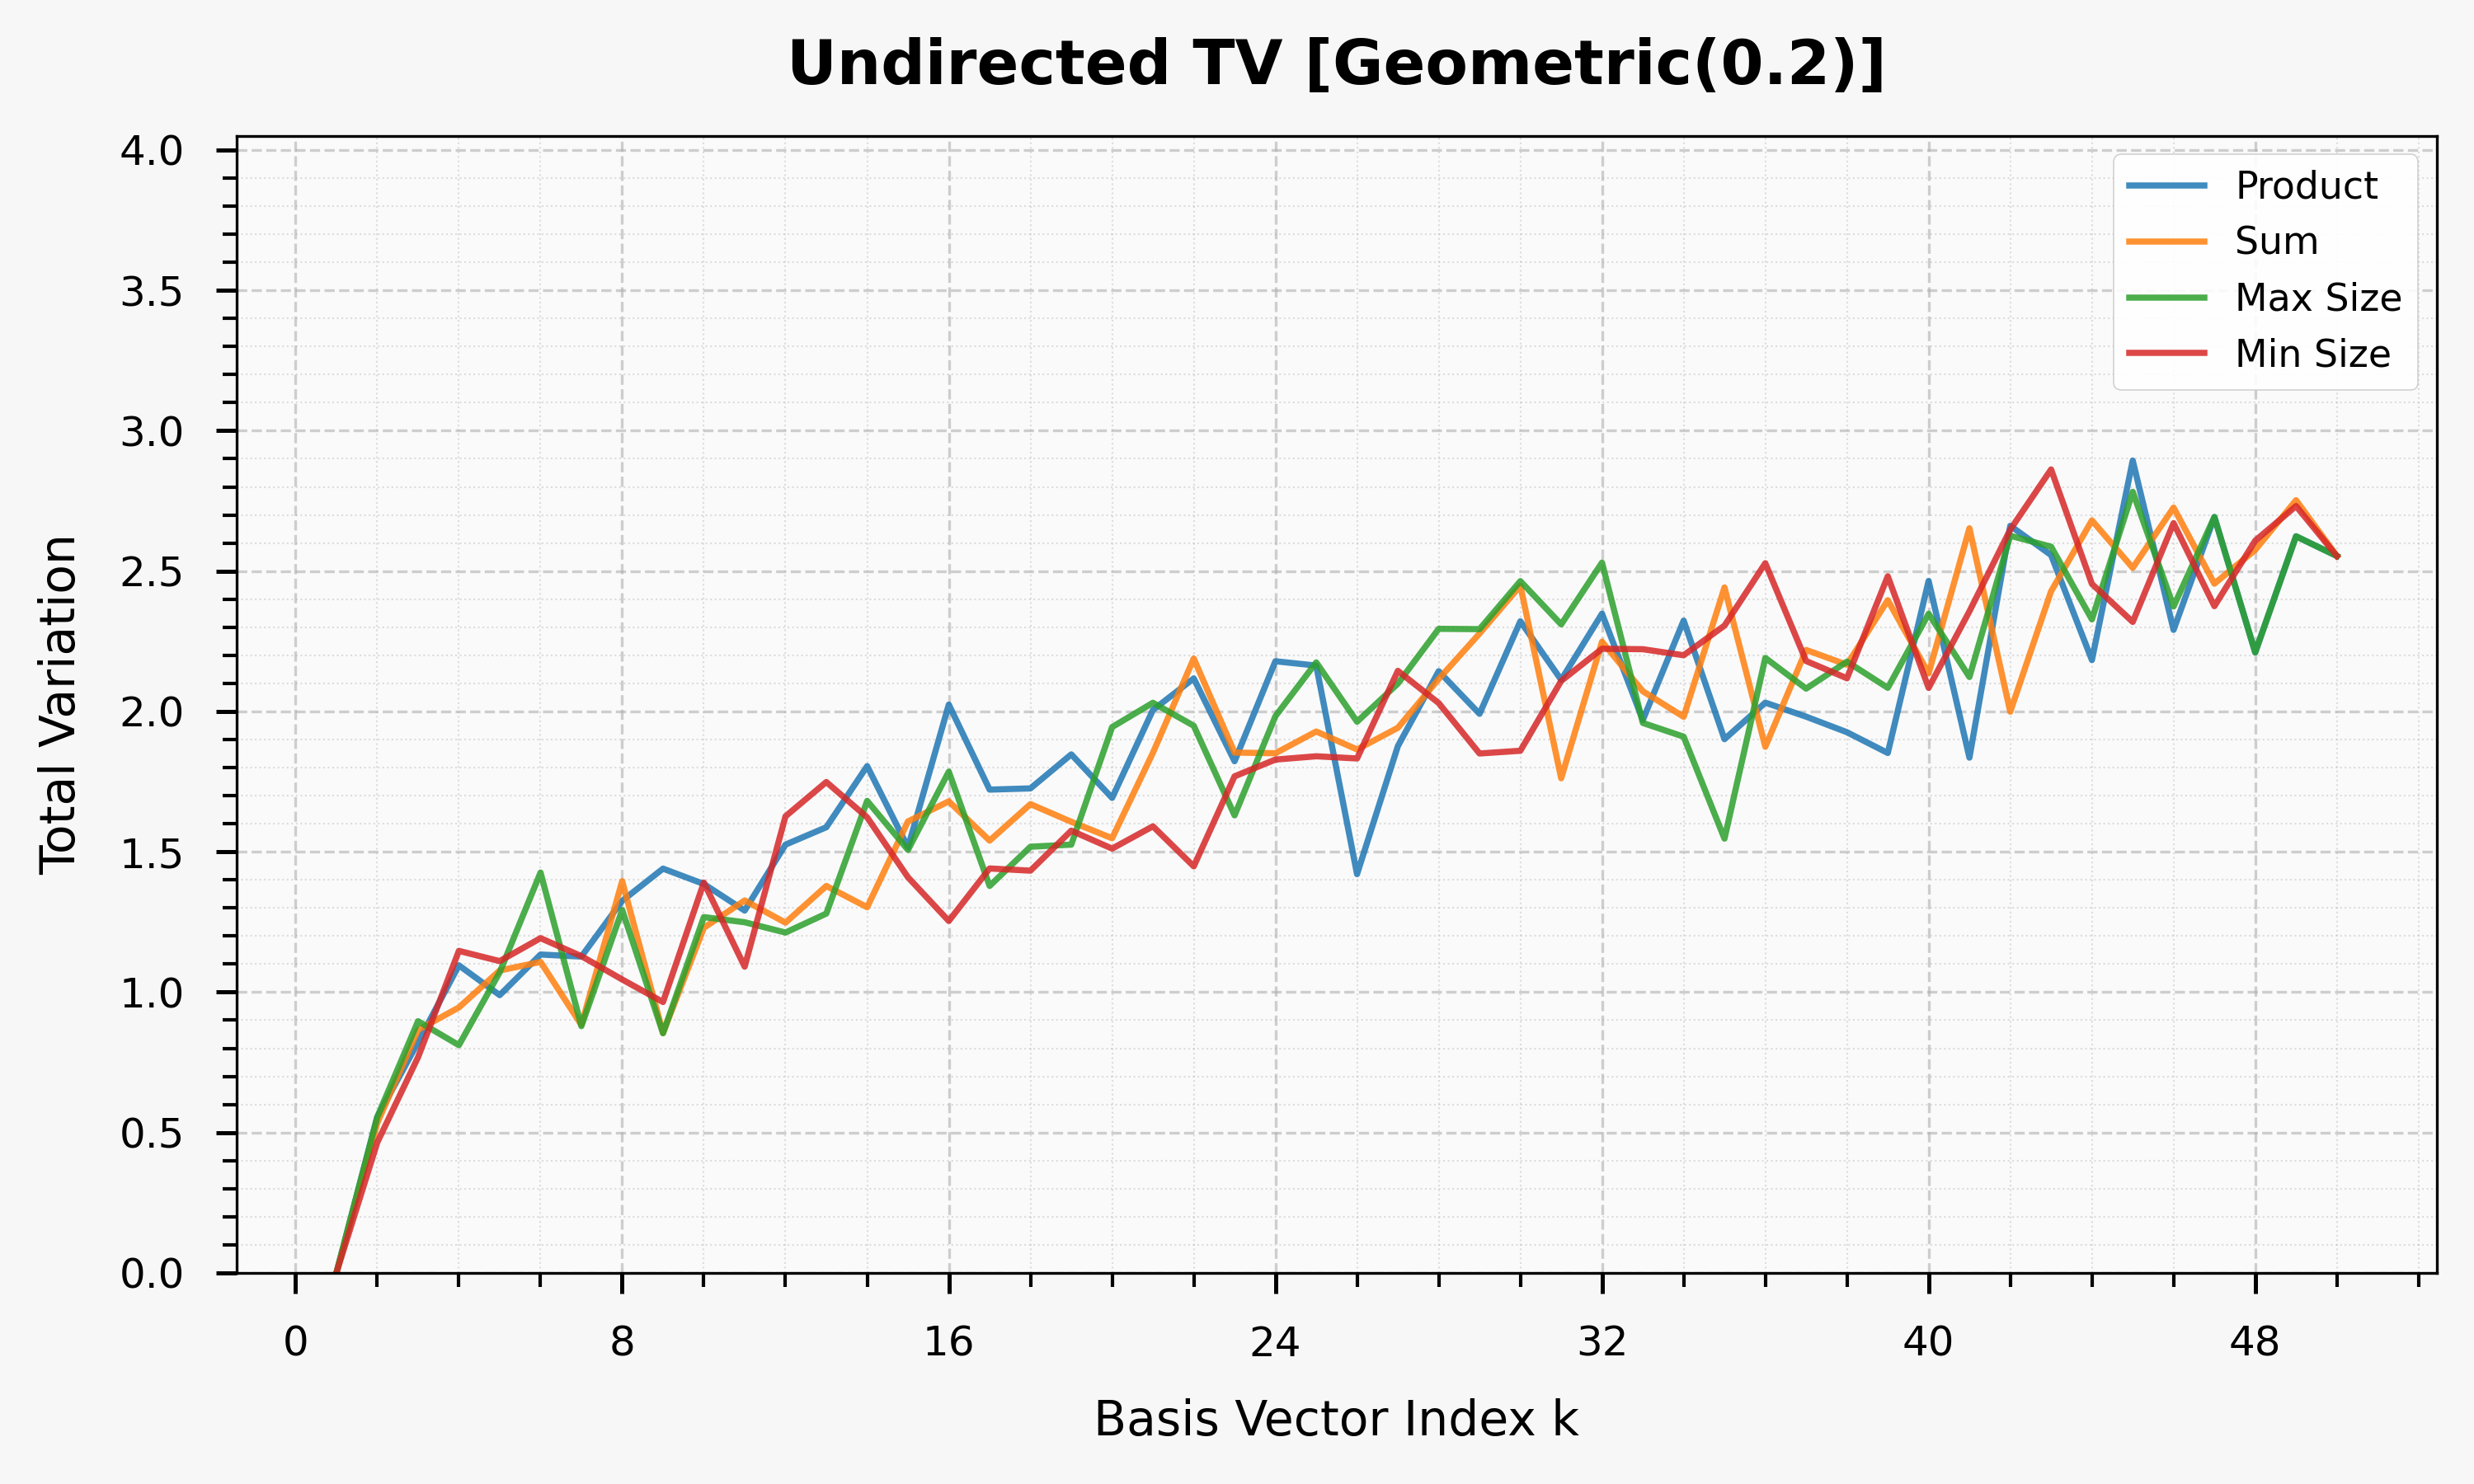 Undirected TV [Geometric(0.2)]
4.0
3.5
3.0
2.5
2.0
1.5
1.0
0.5
0.0
Total Variation
Product
Sum
Max Size
Min Size
0 8 16 24 32 40 48
Basis Vector Index k